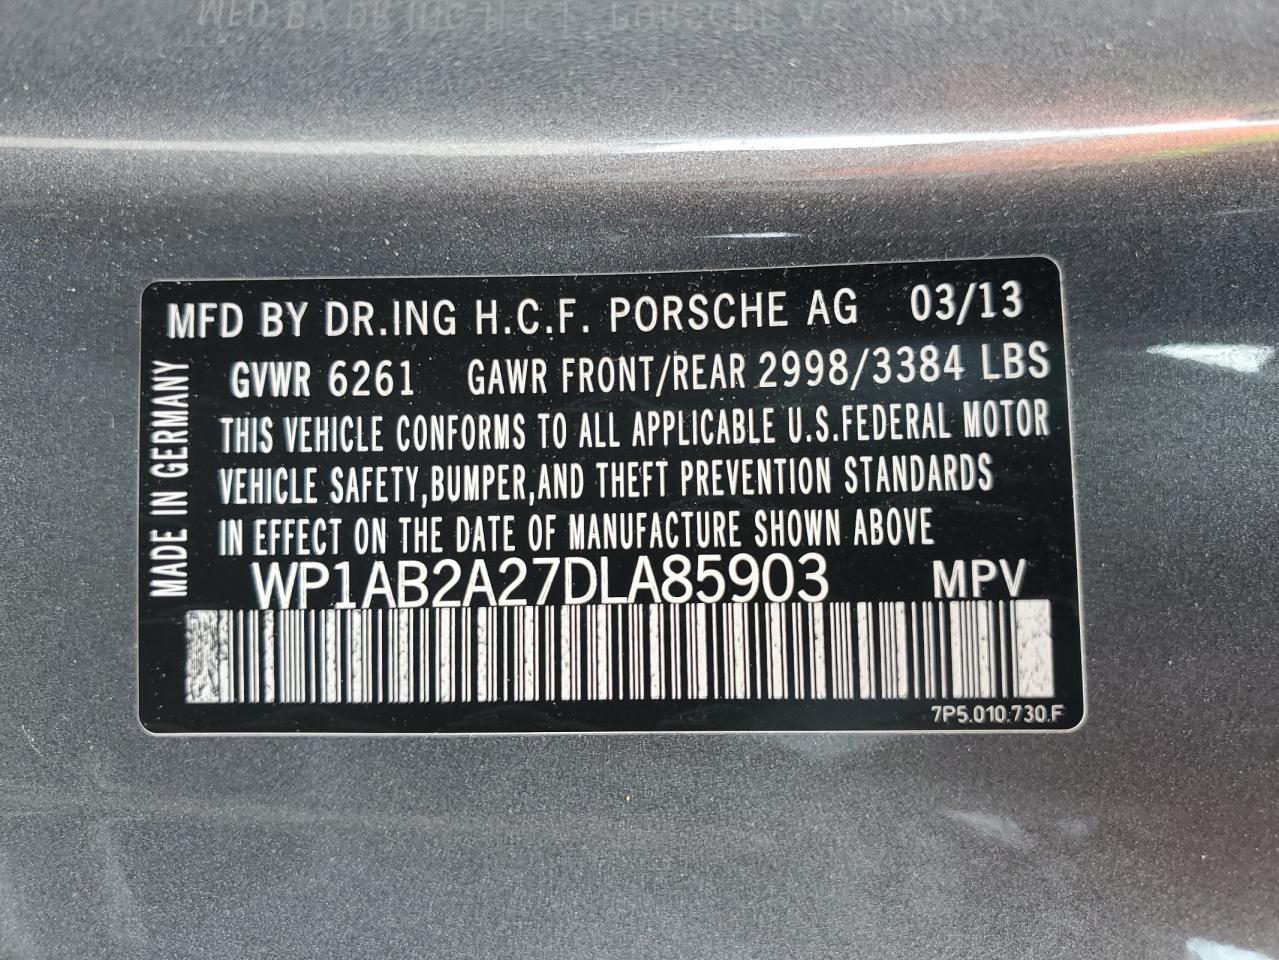 MFD BY DR.ING H.C.F. PORSCHE AG 03/13
GVWR 6261 GAWR FRONT/REAR 2998/3384 LBS
THIS VEHICLE CONFORMS TO ALL APPLICABLE U.S.FEDERAL MOTOR
VEHICLE SAFETY,BUMPER,AND THEFT PREVENTION STANDARDS
IN EFFECT ON THE DATE OF MANUFACTURE SHOWN ABOVE
MADE IN GERMANY
WP1AB2A27DLA85903 MPV
7P5.010.730.F